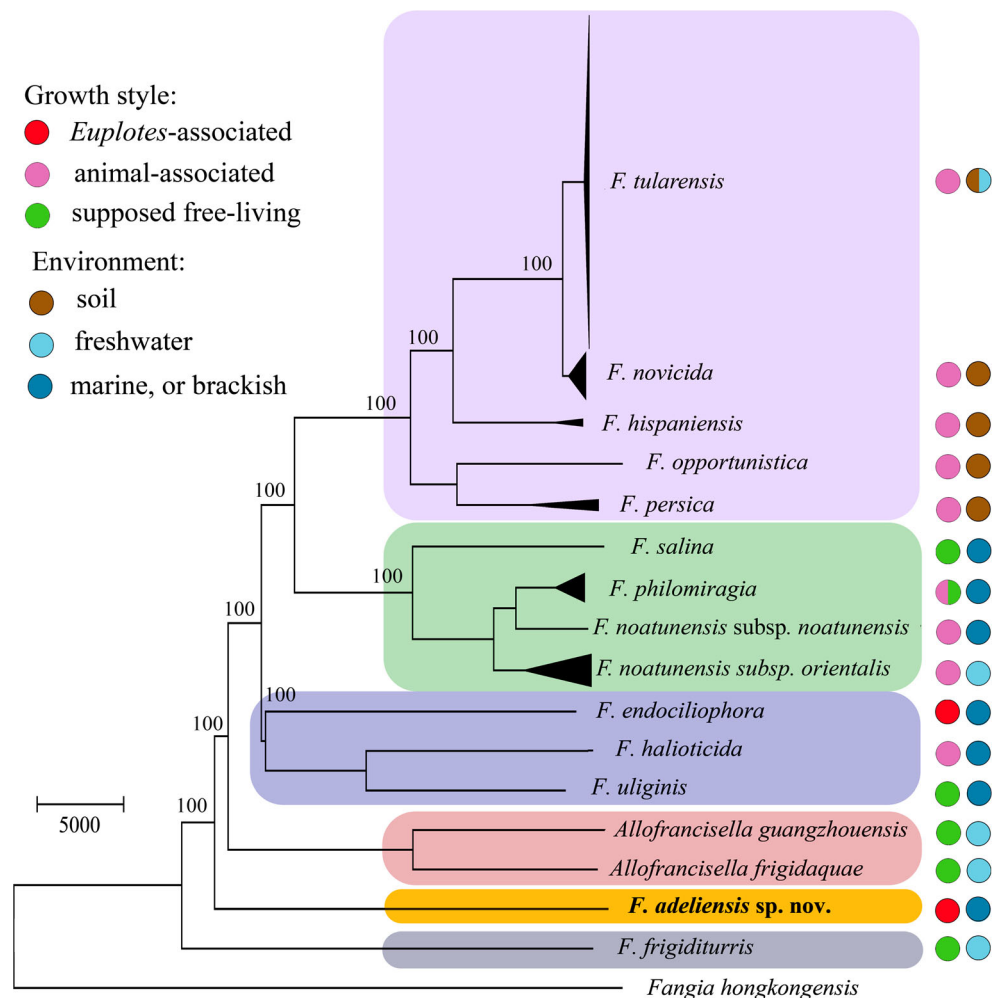 Growth style:
Euplotes-associated
animal-associated
supposed free-living
Environment:
soil
freshwater
marine, or brackish
100
100
100
100
100
100
100
100
100
5000
F. tularensis
F. novicida
F. hispaniensis
F. opportunistica
F. persica
F. salina
F. philomiragia
F. noatunensis subsp. noatunensis
F. noatunensis subsp. orientalis
F. endociliophora
F. halioticida
F. uliginis
Allofrancisella guangzhouensis
Allofrancisella frigidaquae
F. adeliensis sp. nov.
F. frigiditurris
Fangia hongkongensis